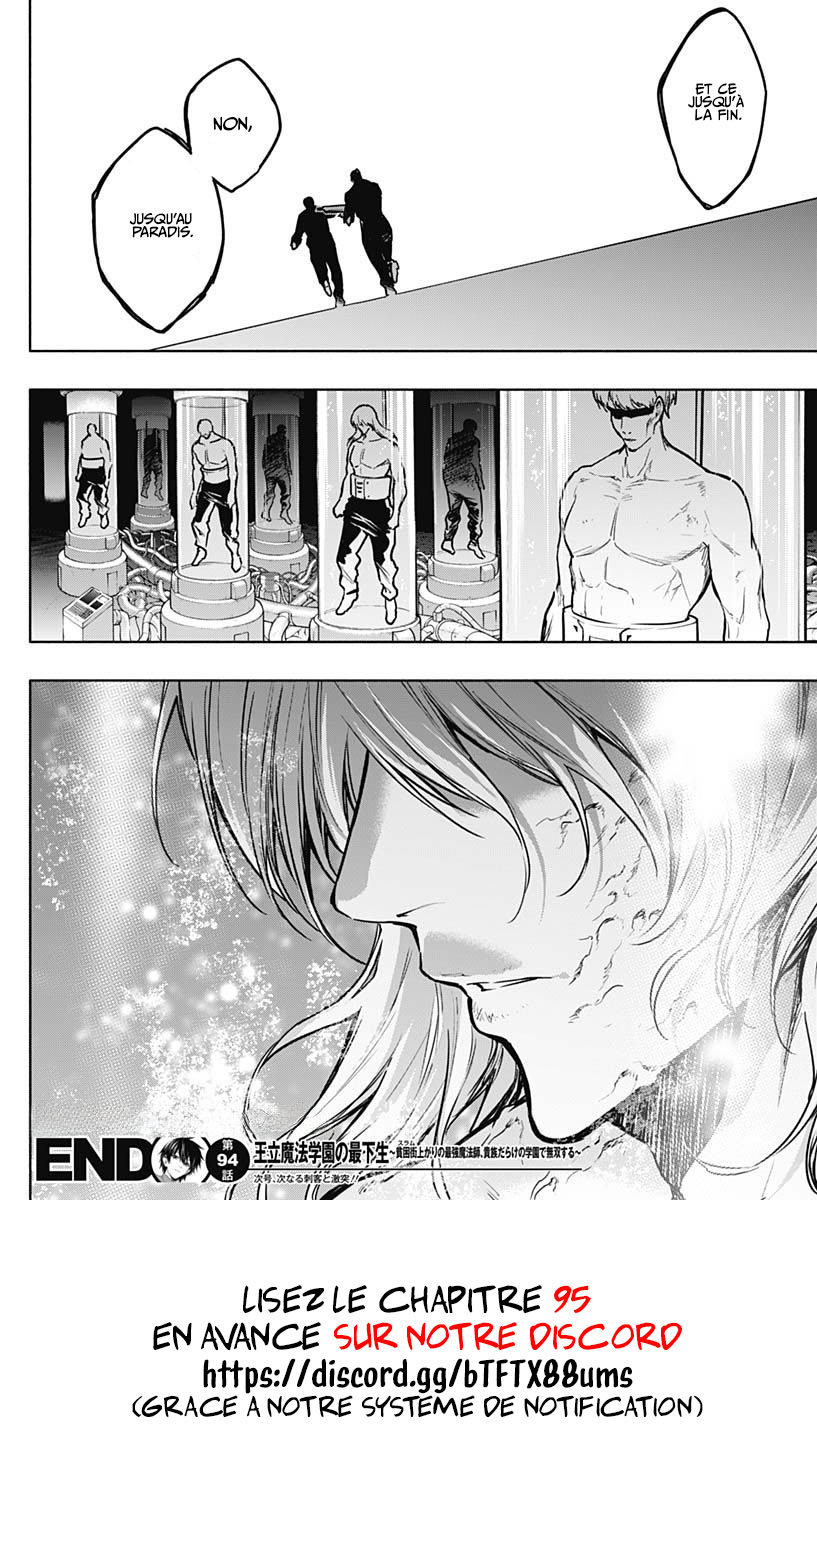 ET CE
JUSQU'À
LA FIN.
NON,
JUSQU'AU
PARADIS.
END
第
94
話
スラム
王立魔法学園の最下生～貧困街上がりの最強魔法師、貴族だらけの学園で無双する～
次号、次なる刺客と激突!!
LISEZ LE CHAPITRE 95
EN AVANCE SUR NOTRE DISCORD
https://discord.gg/bTFTX88ums
(GRACE A NOTRE SYSTEME DE NOTIFICATION)